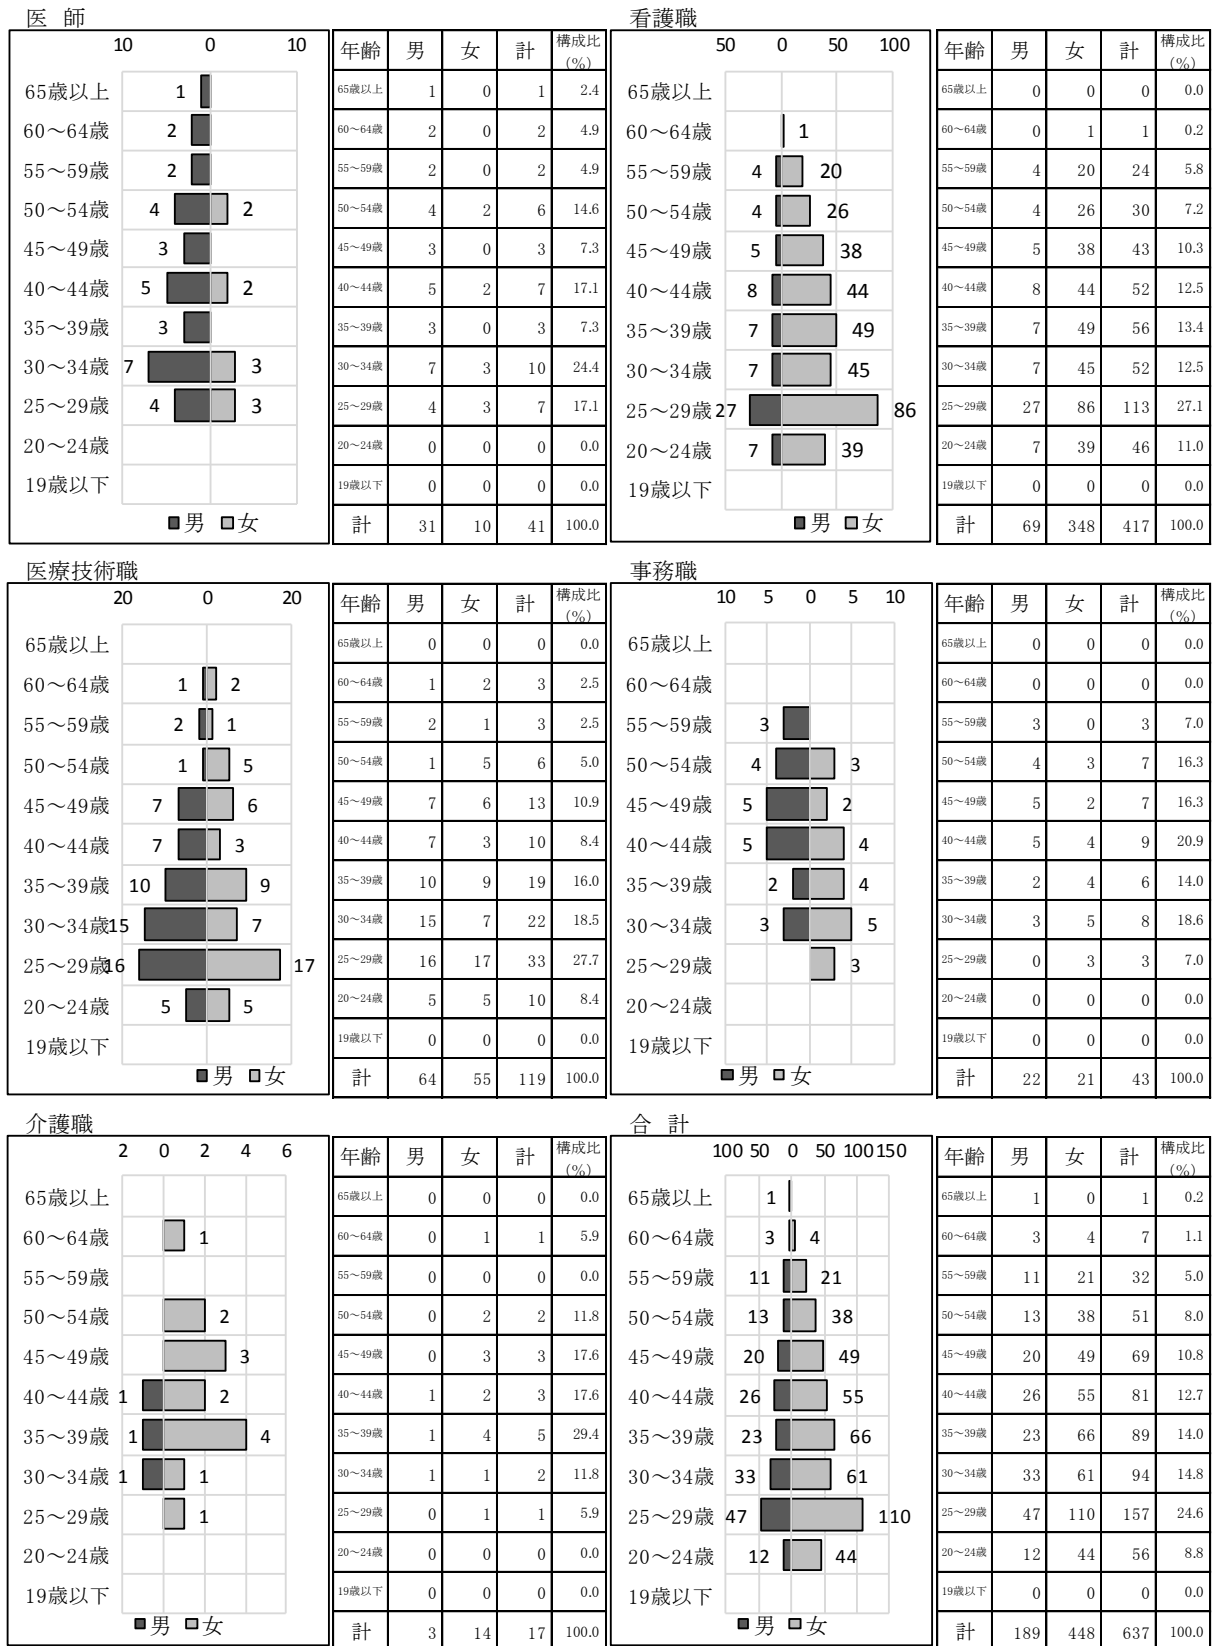 医 師
10 0 10
65歳以上 1
60～64歳 2
55～59歳 2
50～54歳 4 2
45～49歳 3
40～44歳 5 2
35～39歳 3
30～34歳 7 3
25～29歳 4 3
20～24歳
19歳以下
■男 □女
年齢 男 女 計 構成比(%)
65歳以上 1 0 1 2.4
60～64歳 2 0 2 4.9
55～59歳 2 0 2 4.9
50～54歳 4 2 6 14.6
45～49歳 3 0 3 7.3
40～44歳 5 2 7 17.1
35～39歳 3 0 3 7.3
30～34歳 7 3 10 24.4
25～29歳 4 3 7 17.1
20～24歳 0 0 0 0.0
19歳以下 0 0 0 0.0
計 31 10 41 100.0
看護職
50 0 50 100
65歳以上
60～64歳 1
55～59歳 4 20
50～54歳 4 26
45～49歳 5 38
40～44歳 8 44
35～39歳 7 49
30～34歳 7 45
25～29歳 27 86
20～24歳 7 39
19歳以下
■男 □女
年齢 男 女 計 構成比(%)
65歳以上 0 0 0 0.0
60～64歳 0 1 1 0.2
55～59歳 4 20 24 5.8
50～54歳 4 26 30 7.2
45～49歳 5 38 43 10.3
40～44歳 8 44 52 12.5
35～39歳 7 49 56 13.4
30～34歳 7 45 52 12.5
25～29歳 27 86 113 27.1
20～24歳 7 39 46 11.0
19歳以下 0 0 0 0.0
計 69 348 417 100.0
医療技術職
20 0 20
65歳以上
60～64歳 1 2
55～59歳 2 1
50～54歳 1 5
45～49歳 7 6
40～44歳 7 3
35～39歳 10 9
30～34歳 15 7
25～29歳 16 17
20～24歳 5 5
19歳以下
■男 □女
年齢 男 女 計 構成比(%)
65歳以上 0 0 0 0.0
60～64歳 1 2 3 2.5
55～59歳 2 1 3 2.5
50～54歳 1 5 6 5.0
45～49歳 7 6 13 10.9
40～44歳 7 3 10 8.4
35～39歳 10 9 19 16.0
30～34歳 15 7 22 18.5
25～29歳 16 17 33 27.7
20～24歳 5 5 10 8.4
19歳以下 0 0 0 0.0
計 64 55 119 100.0
事務職
10 5 0 5 10
65歳以上
60～64歳
55～59歳 3
50～54歳 4 3
45～49歳 5 2
40～44歳 5 4
35～39歳 2 4
30～34歳 3 5
25～29歳 3
20～24歳
19歳以下
■男 □女
年齢 男 女 計 構成比(%)
65歳以上 0 0 0 0.0
60～64歳 0 0 0 0.0
55～59歳 3 0 3 7.0
50～54歳 4 3 7 16.3
45～49歳 5 2 7 16.3
40～44歳 5 4 9 20.9
35～39歳 2 4 6 14.0
30～34歳 3 5 8 18.6
25～29歳 0 3 3 7.0
20～24歳 0 0 0 0.0
19歳以下 0 0 0 0.0
計 22 21 43 100.0
介護職
2 0 2 4 6
65歳以上
60～64歳 1
55～59歳
50～54歳 2
45～49歳 3
40～44歳 1 2
35～39歳 1 4
30～34歳 1 1
25～29歳 1
20～24歳
19歳以下
■男 □女
年齢 男 女 計 構成比(%)
65歳以上 0 0 0 0.0
60～64歳 0 1 1 5.9
55～59歳 0 0 0 0.0
50～54歳 0 2 2 11.8
45～49歳 0 3 3 17.6
40～44歳 1 2 3 17.6
35～39歳 1 4 5 29.4
30～34歳 1 1 2 11.8
25～29歳 0 1 1 5.9
20～24歳 0 0 0 0.0
19歳以下 0 0 0 0.0
計 3 14 17 100.0
合 計
100 50 0 50 100 150
65歳以上 1
60～64歳 3 4
55～59歳 11 21
50～54歳 13 38
45～49歳 20 49
40～44歳 26 55
35～39歳 23 66
30～34歳 33 61
25～29歳 47 110
20～24歳 12 44
19歳以下
■男 □女
年齢 男 女 計 構成比(%)
65歳以上 1 0 1 0.2
60～64歳 3 4 7 1.1
55～59歳 11 21 32 5.0
50～54歳 13 38 51 8.0
45～49歳 20 49 69 10.8
40～44歳 26 55 81 12.7
35～39歳 23 66 89 14.0
30～34歳 33 61 94 14.8
25～29歳 47 110 157 24.6
20～24歳 12 44 56 8.8
19歳以下 0 0 0 0.0
計 189 448 637 100.0